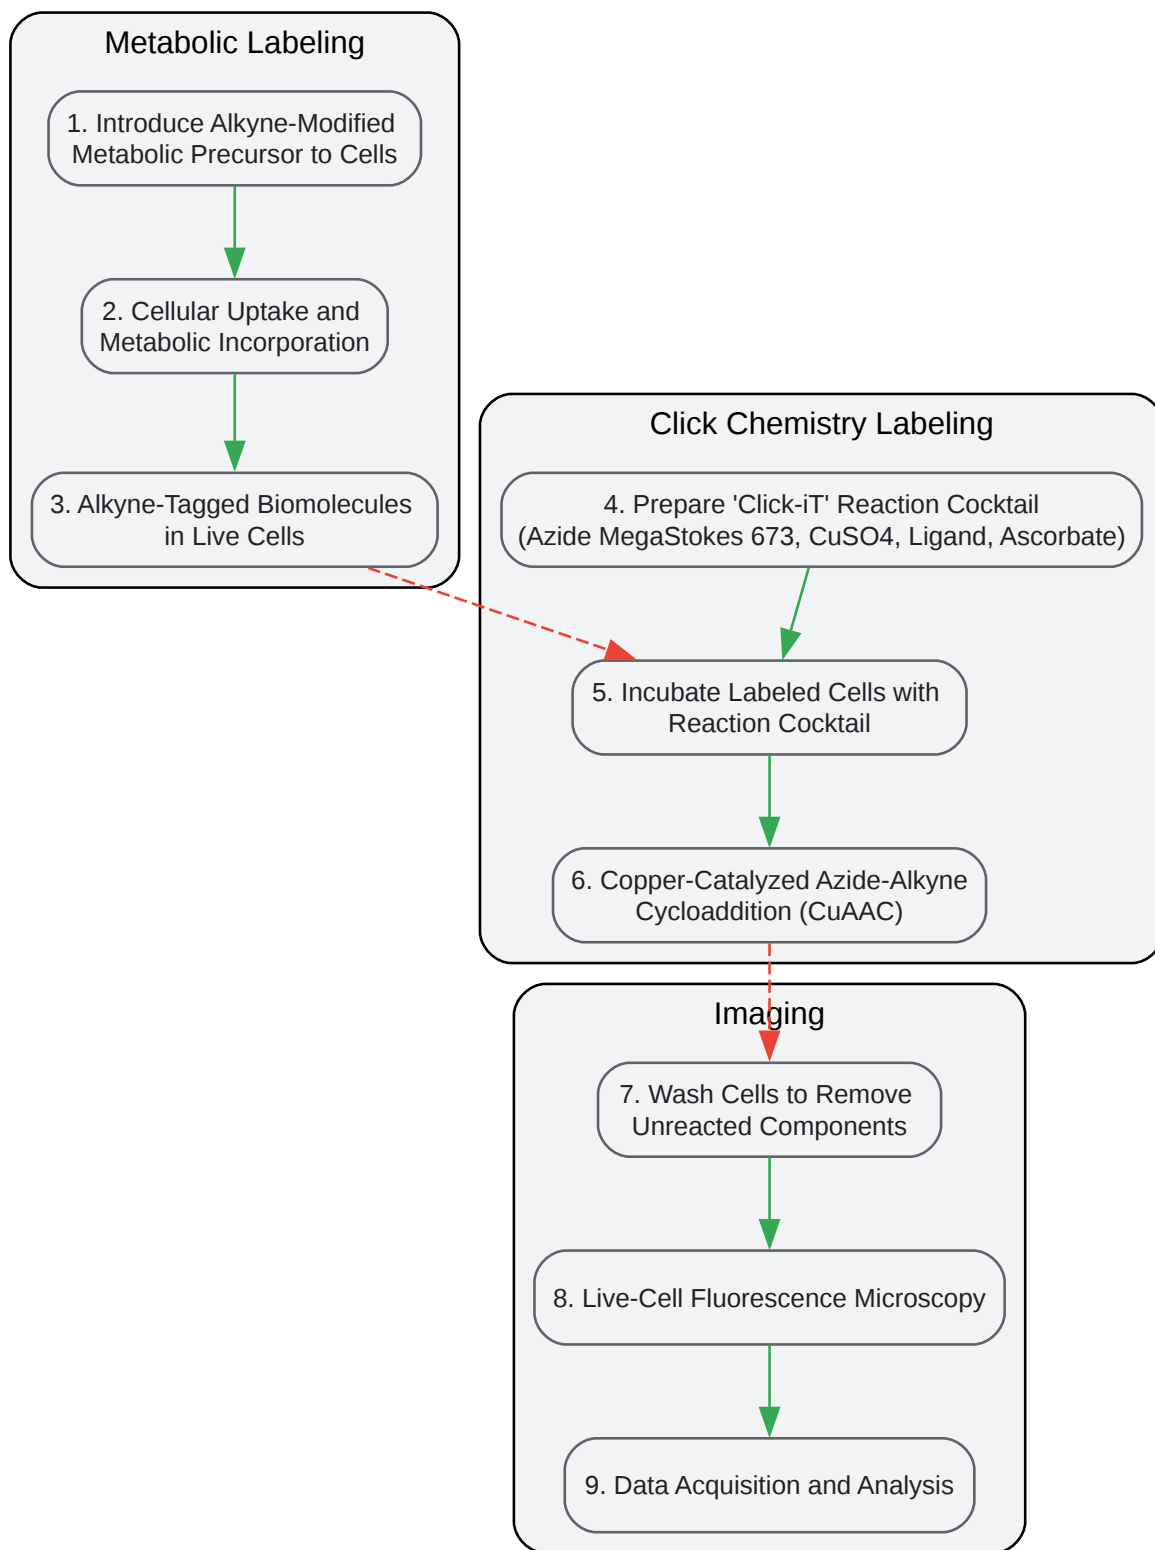 Metabolic Labeling
1. Introduce Alkyne-Modified
Metabolic Precursor to Cells
2. Cellular Uptake and
Metabolic Incorporation
3. Alkyne-Tagged Biomolecules
in Live Cells
Click Chemistry Labeling
4. Prepare 'Click-iT' Reaction Cocktail
(Azide MegaStokes 673, CuSO4, Ligand, Ascorbate)
5. Incubate Labeled Cells with
Reaction Cocktail
6. Copper-Catalyzed Azide-Alkyne
Cycloaddition (CuAAC)
Imaging
7. Wash Cells to Remove
Unreacted Components
8. Live-Cell Fluorescence Microscopy
9. Data Acquisition and Analysis